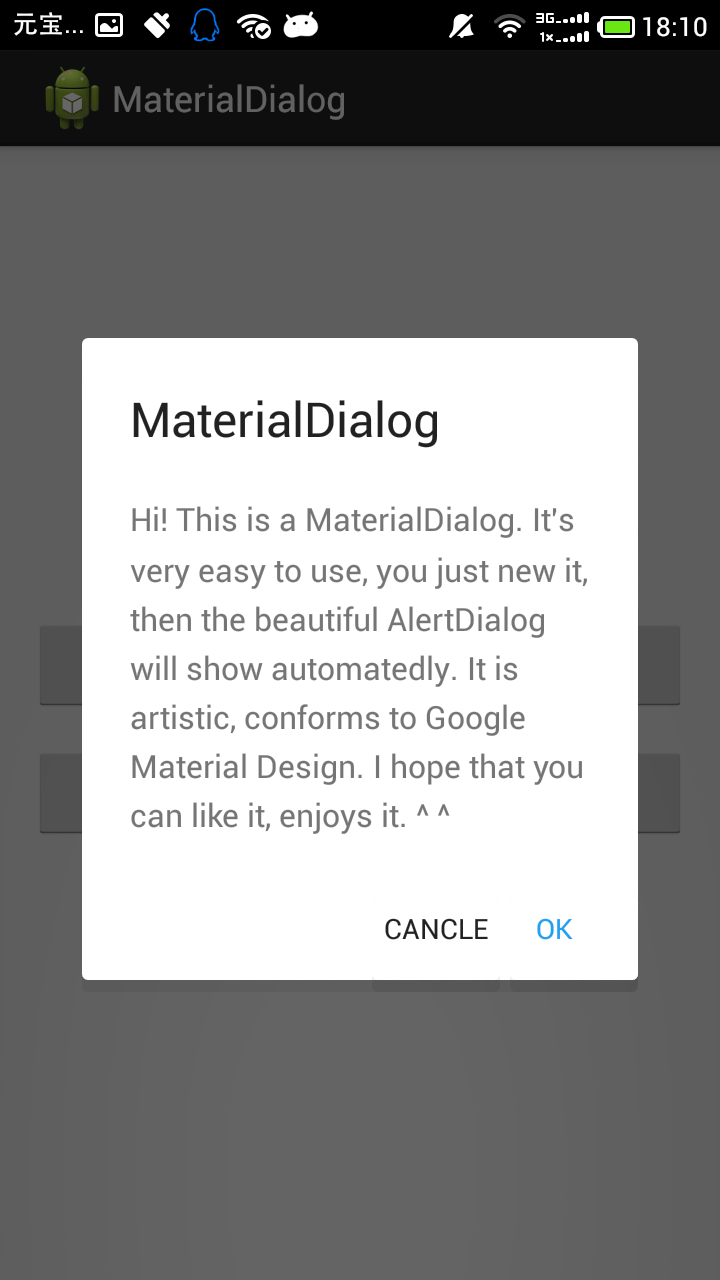 元宝... 3G 1× 18:10
MaterialDialog
MaterialDialog
Hi! This is a MaterialDialog. It's
very easy to use, you just new it,
then the beautiful AlertDialog
will show automatedly. It is
artistic, conforms to Google
Material Design. I hope that you
can like it, enjoys it. ^ ^
CANCLE OK